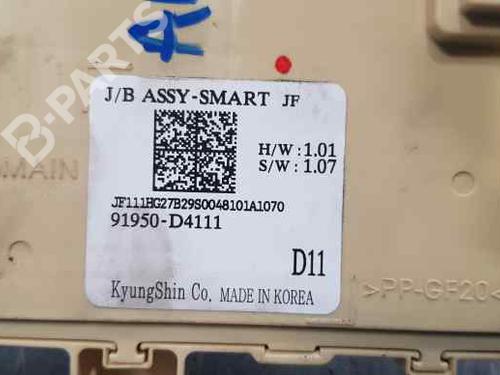 B-PARTS
J/B ASSY-SMART JF
H/W : 1.01
S/W : 1.07
MAIN
JF111HG27B29S0048101A1070
91950-D4111
D11
KyungShin Co. MADE IN KOREA
>PP-GF20<